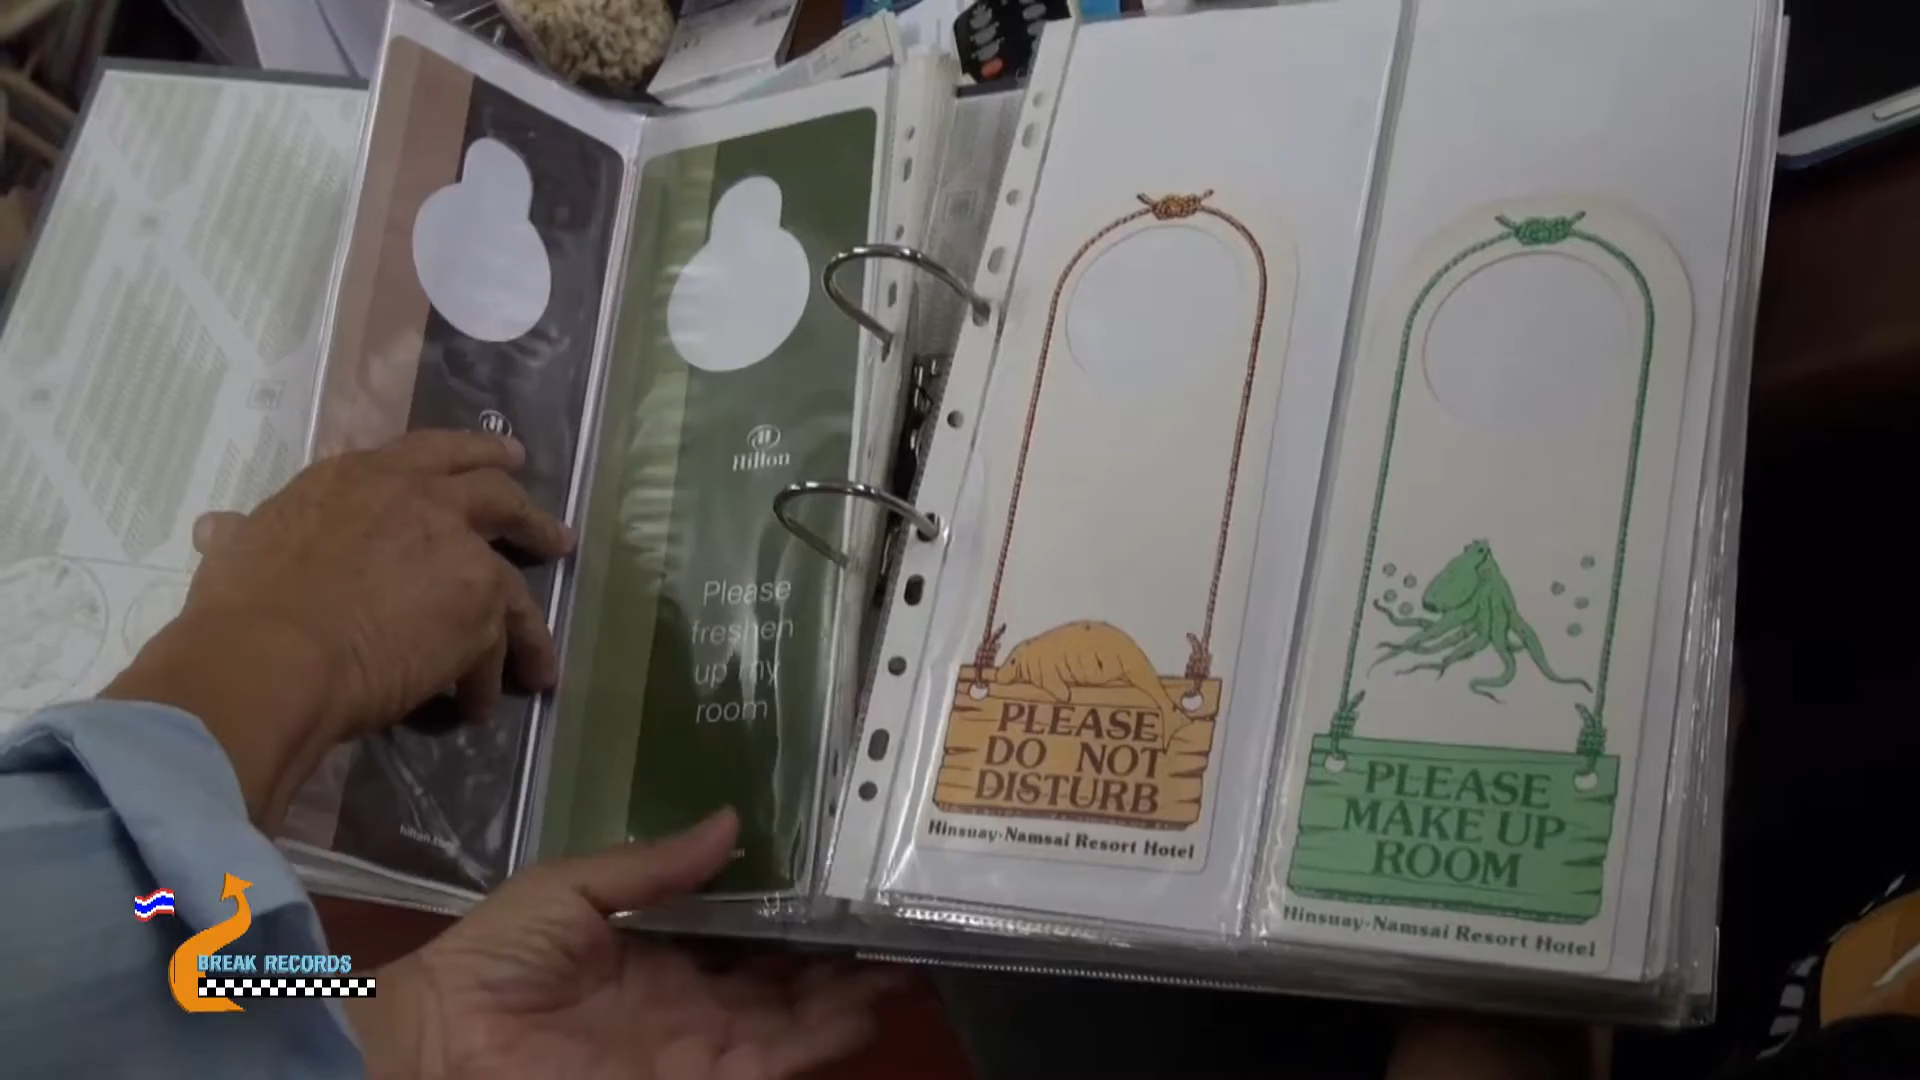 Hilton
Please
freshen
up my
room
PLEASE
DO NOT
DISTURB
Hinsuay-Namsai Resort Hotel
PLEASE
MAKE UP
ROOM
Hinsuay-Namsai Resort Hotel
BREAK RECORDS